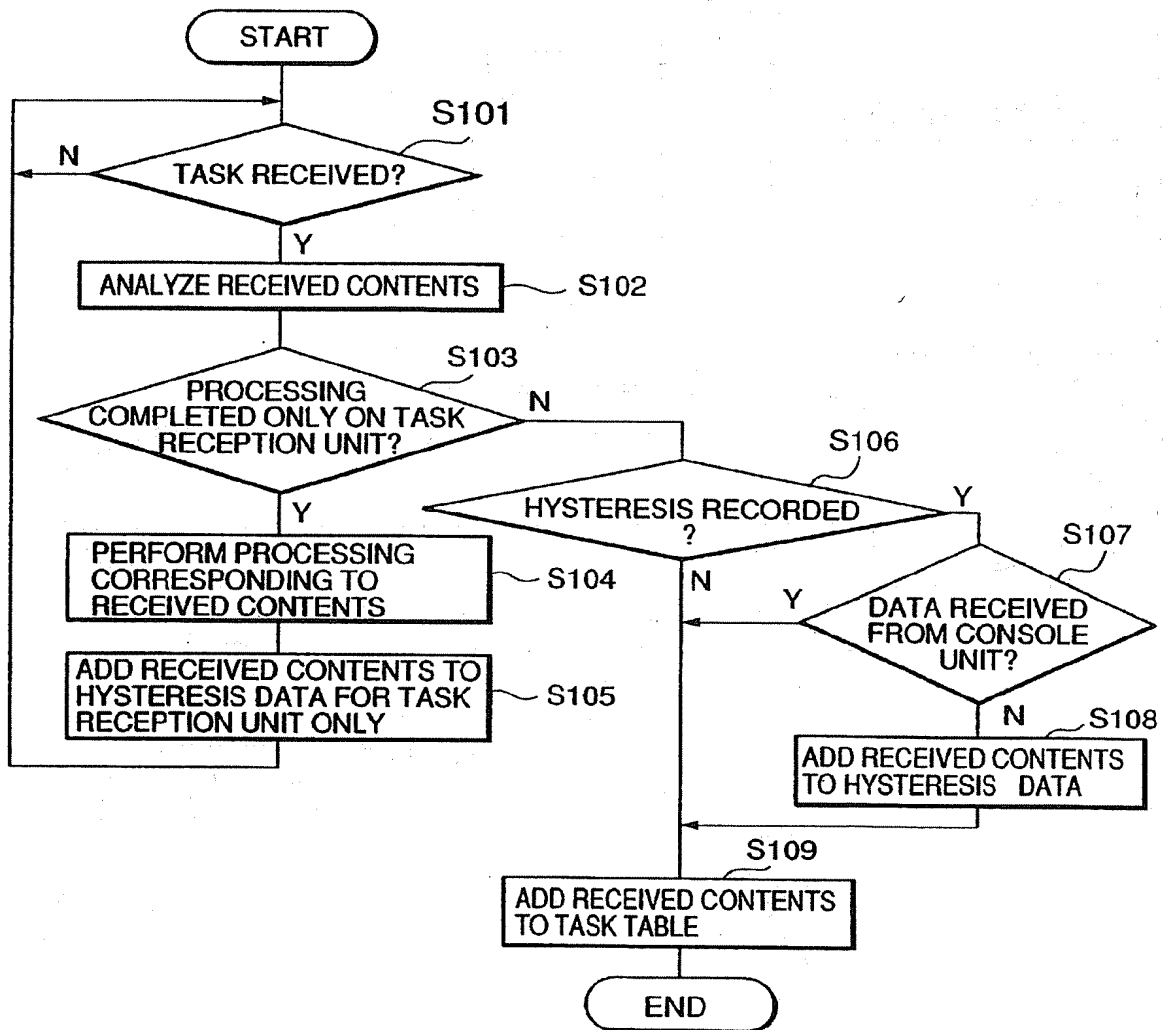 START
S101
N
TASK RECEIVED?
Y
ANALYZE RECEIVED CONTENTS
S102
S103
PROCESSING
COMPLETED ONLY ON TASK
RECEPTION UNIT?
N
Y
S106
HYSTERESIS RECORDED
?
Y
N
PERFORM PROCESSING
CORRESPONDING TO
RECEIVED CONTENTS
S104
S107
DATA RECEIVED
FROM CONSOLE
UNIT?
Y
N
ADD RECEIVED CONTENTS TO
HYSTERESIS DATA FOR TASK
RECEPTION UNIT ONLY
S105
S108
ADD RECEIVED CONTENTS
TO HYSTERESIS DATA
S109
ADD RECEIVED CONTENTS
TO TASK TABLE
END